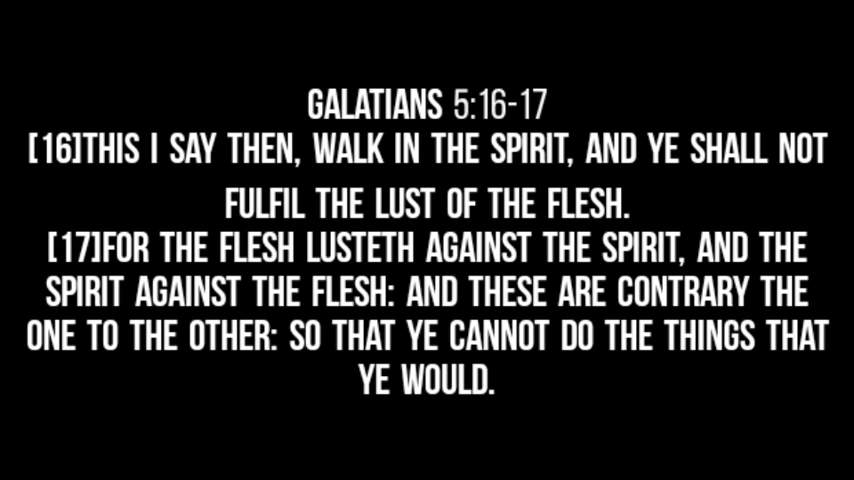 GALATIANS 5:16-17
[16]THIS I SAY THEN, WALK IN THE SPIRIT, AND YE SHALL NOT
FULFIL THE LUST OF THE FLESH.
[17]FOR THE FLESH LUSTETH AGAINST THE SPIRIT, AND THE
SPIRIT AGAINST THE FLESH: AND THESE ARE CONTRARY THE
ONE TO THE OTHER: SO THAT YE CANNOT DO THE THINGS THAT
YE WOULD.